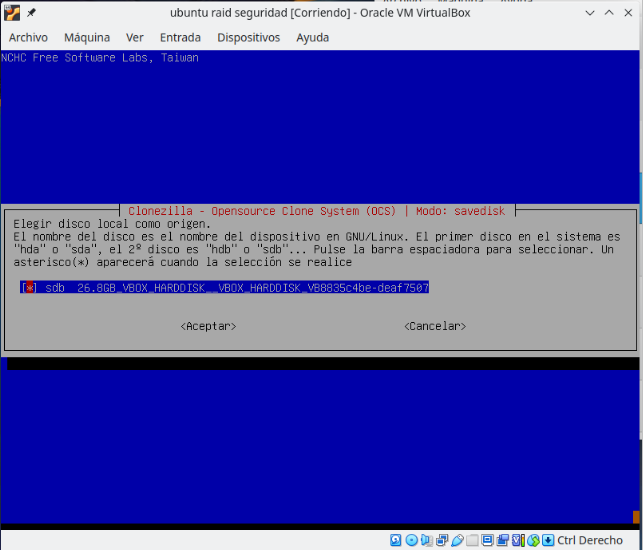 ubuntu raid seguridad [Corriendo] - Oracle VM VirtualBox
Archivo Máquina Ver Entrada Dispositivos Ayuda
NCHC Free Software Labs, Taiwan
Clonezilla - Opensource Clone System (OCS) | Modo: savedisk
Elegir disco local como origen.
El nombre del disco es el nombre del dispositivo en GNU/Linux. El primer disco en el sistema es
"hda" o "sda", el 2º disco es "hdb" o "sdb"... Pulse la barra espaciadora para seleccionar. Un
asterisco(*) aparecerá cuando la selección se realice
[*] sdb 26.8GB_VBOX_HARDDISK__VBOX_HARDDISK_VB8835c4be-deaf7507
<Aceptar> <Cancelar>
Ctrl Derecho